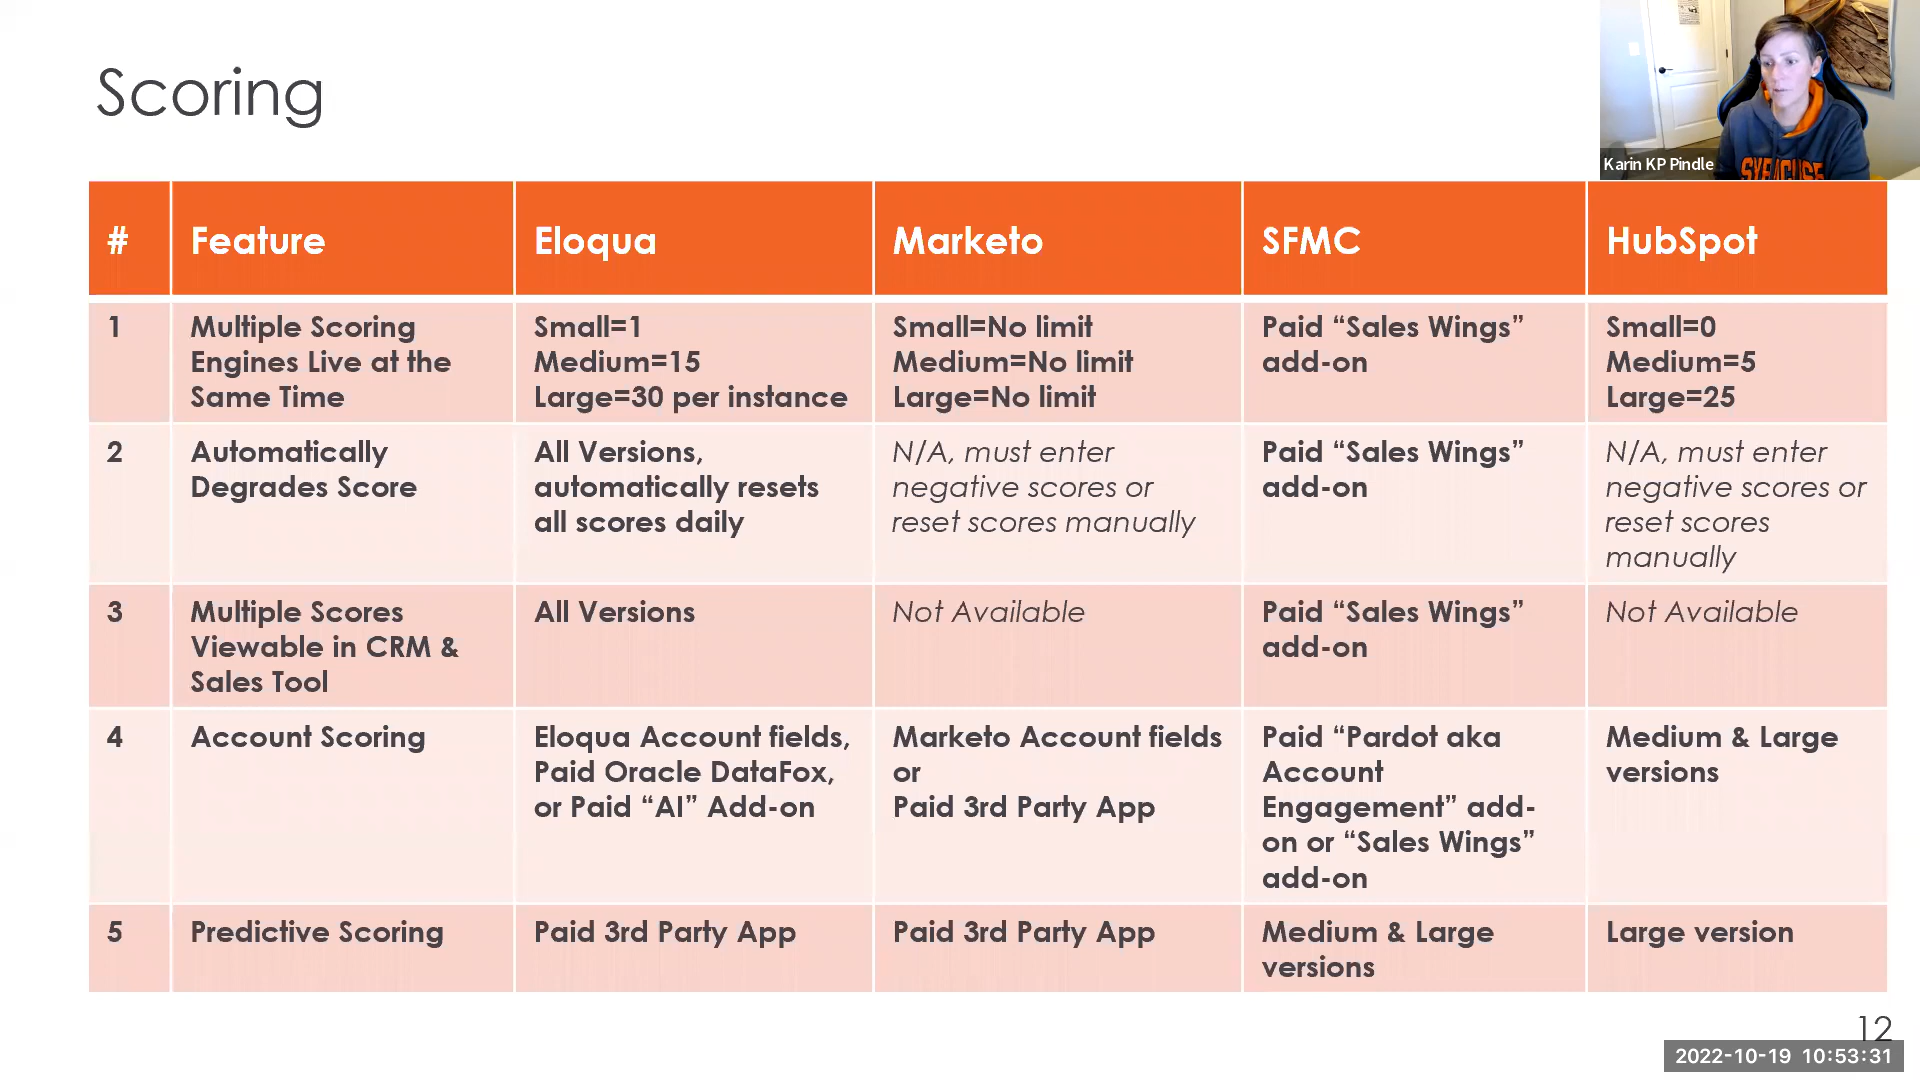 Scoring
Karin KP Pindle
SYRACUSE
# Feature Eloqua Marketo SFMC HubSpot
1
Multiple Scoring
Engines Live at the
Same Time
Small=1
Medium=15
Large=30 per instance
Small=No limit
Medium=No limit
Large=No limit
Paid “Sales Wings”
add-on
Small=0
Medium=5
Large=25
2
Automatically
Degrades Score
All Versions,
automatically resets
all scores daily
N/A, must enter
negative scores or
reset scores manually
Paid “Sales Wings”
add-on
N/A, must enter
negative scores or
reset scores
manually
3
Multiple Scores
Viewable in CRM &
Sales Tool
All Versions
Not Available
Paid “Sales Wings”
add-on
Not Available
4
Account Scoring
Eloqua Account fields,
Paid Oracle DataFox,
or Paid “AI” Add-on
Marketo Account fields
or
Paid 3rd Party App
Paid “Pardot aka
Account
Engagement” add-
on or “Sales Wings”
add-on
Medium & Large
versions
5
Predictive Scoring
Paid 3rd Party App
Paid 3rd Party App
Medium & Large
versions
Large version
12
2022-10-19 10:53:31